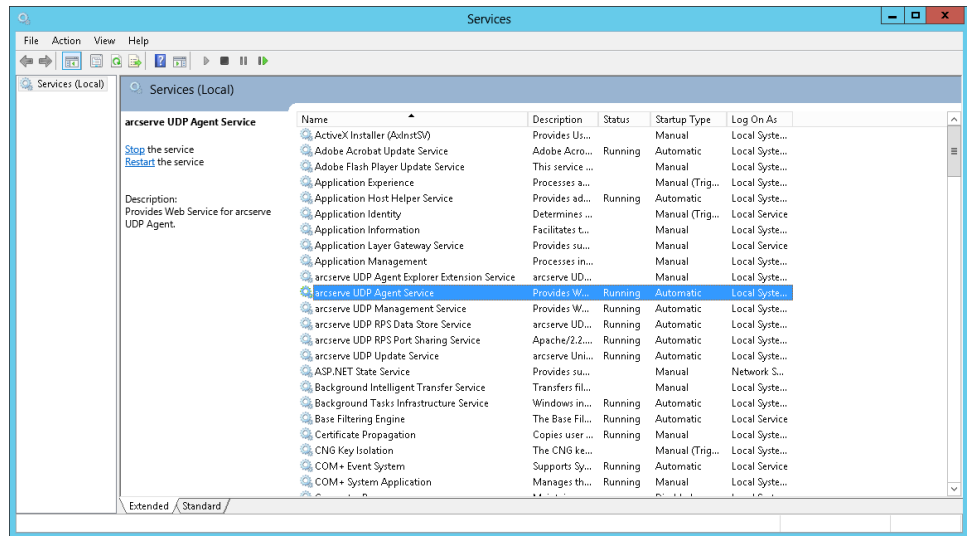 Services
File Action View Help
Services (Local)
Services (Local)
arcserve UDP Agent Service
Stop the service
Restart the service
Description:
Provides Web Service for arcserve
UDP Agent.
Name Description Status Startup Type Log On As
ActiveX Installer (AxInstSV) Provides Us... Manual Local Syste...
Adobe Acrobat Update Service Adobe Acro... Running Automatic Local Syste...
Adobe Flash Player Update Service This service ... Manual Local Syste...
Application Experience Processes a... Manual (Trig... Local Syste...
Application Host Helper Service Provides ad... Running Automatic Local Syste...
Application Identity Determines ... Manual (Trig... Local Service
Application Information Facilitates t... Manual Local Syste...
Application Layer Gateway Service Provides su... Manual Local Service
Application Management Processes in... Manual Local Syste...
arcserve UDP Agent Explorer Extension Service arcserve UD... Manual Local Syste...
arcserve UDP Agent Service Provides W... Running Automatic Local Syste...
arcserve UDP Management Service Provides W... Running Automatic Local Syste...
arcserve UDP RPS Data Store Service arcserve UD... Running Automatic Local Syste...
arcserve UDP RPS Port Sharing Service Apache/2.2.... Running Automatic Local Syste...
arcserve UDP Update Service arcserve Uni... Running Automatic Local Syste...
ASP.NET State Service Provides su... Manual Network S...
Background Intelligent Transfer Service Transfers fil... Manual Local Syste...
Background Tasks Infrastructure Service Windows in... Running Automatic Local Syste...
Base Filtering Engine The Base Fil... Running Automatic Local Service
Certificate Propagation Copies user ... Running Manual Local Syste...
CNG Key Isolation The CNG ke... Manual (Trig... Local Syste...
COM+ Event System Supports Sy... Running Automatic Local Service
COM+ System Application Manages th... Running Manual Local Syste...
Extended Standard